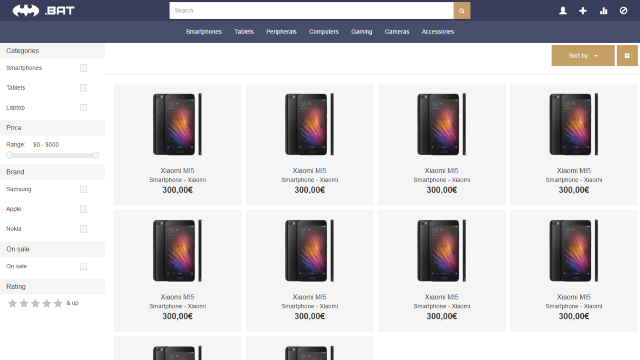 .BAT
Search
Smartphones Tablets Peripherials Computers Gaming Cameras Accessories
Categories
Smartphones
Tablets
Laptop
Price
Range: $0 - $500
Brand
Samsung
Apple
Nokia
On sale
On sale
Rating
& up
Sort by:
Xiaomi MI5 Xiaomi MI5 Xiaomi MI5 Xiaomi MI5
Smartphone - Xiaomi Smartphone - Xiaomi Smartphone - Xiaomi Smartphone - Xiaomi
300,00€ 300,00€ 300,00€ 300,00€
Xiaomi MI5 Xiaomi MI5 Xiaomi MI5 Xiaomi MI5
Smartphone - Xiaomi Smartphone - Xiaomi Smartphone - Xiaomi Smartphone - Xiaomi
300,00€ 300,00€ 300,00€ 300,00€